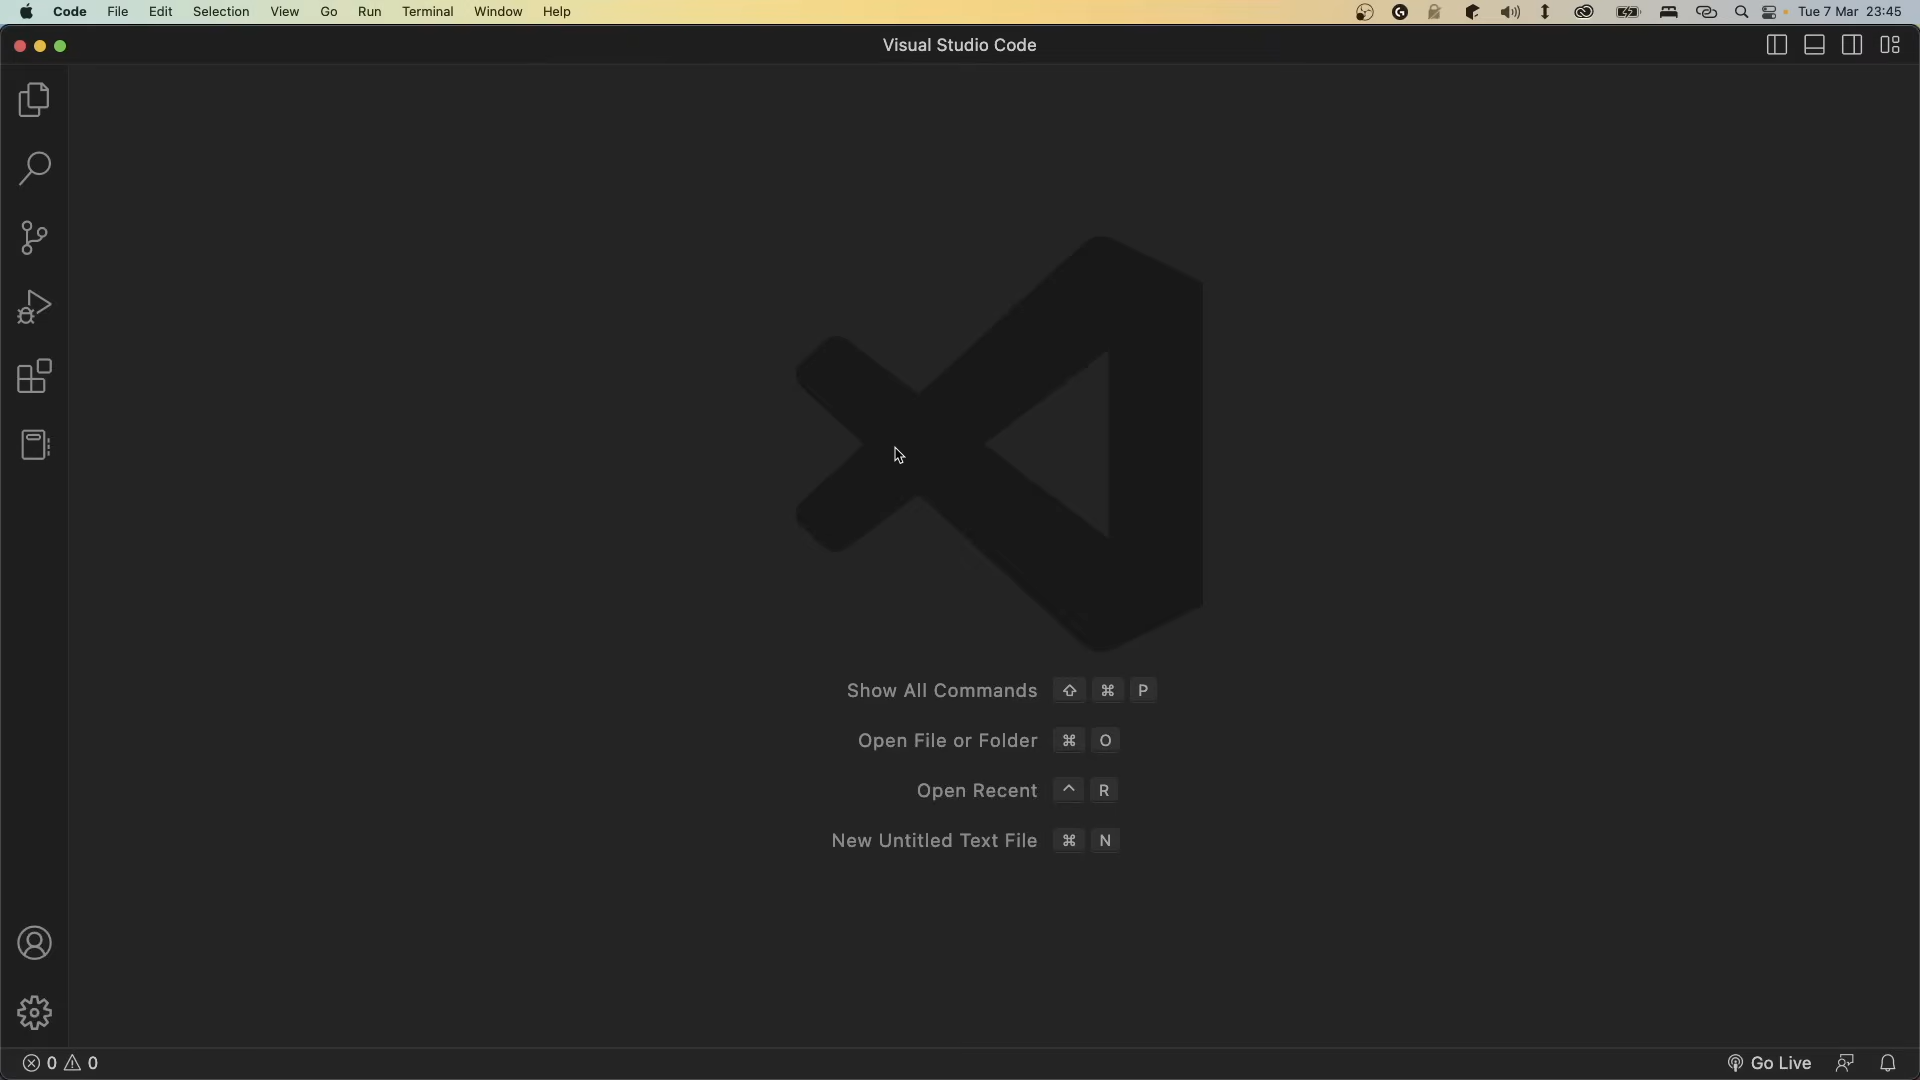 Code File Edit Selection View Go Run Terminal Window Help Tue 7 Mar 23:45
Visual Studio Code
Show All Commands ⇧ ⌘ P
Open File or Folder ⌘ O
Open Recent ^ R
New Untitled Text File ⌘ N
0 0 Go Live